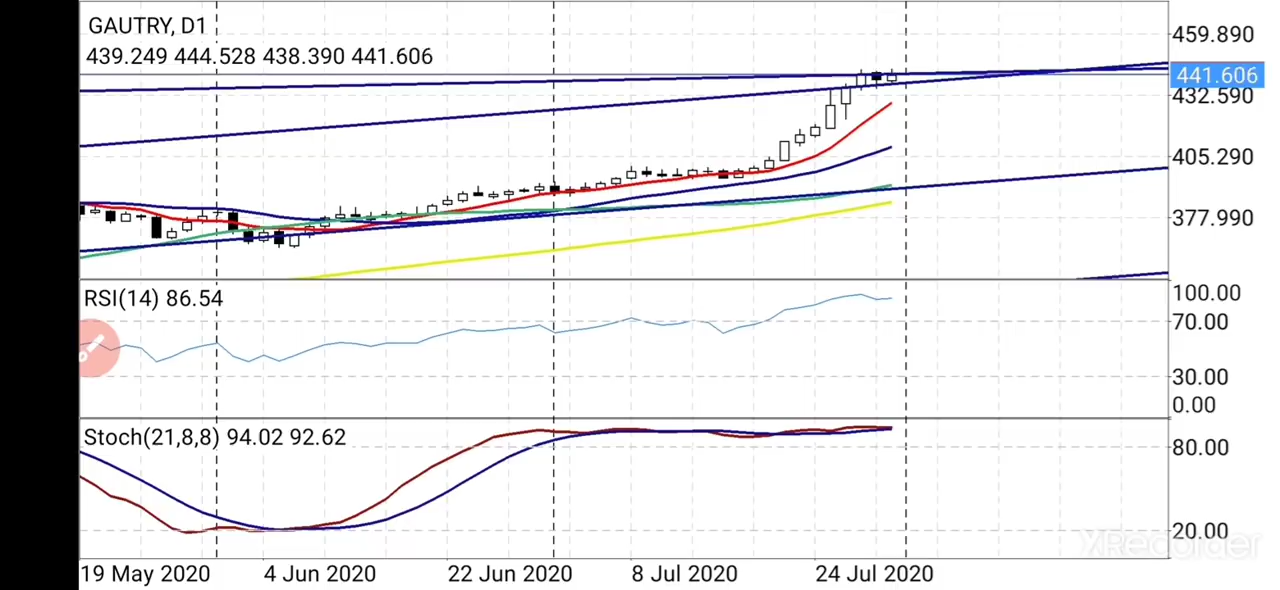 GAUTRY, D1
439.249 444.528 438.390 441.606
459.890
441.606
432.590
405.290
377.990
RSI(14) 86.54
100.00
70.00
30.00
0.00
Stoch(21,8,8) 94.02 92.62
80.00
20.00
XRecorder
19 May 2020 4 Jun 2020 22 Jun 2020 8 Jul 2020 24 Jul 2020